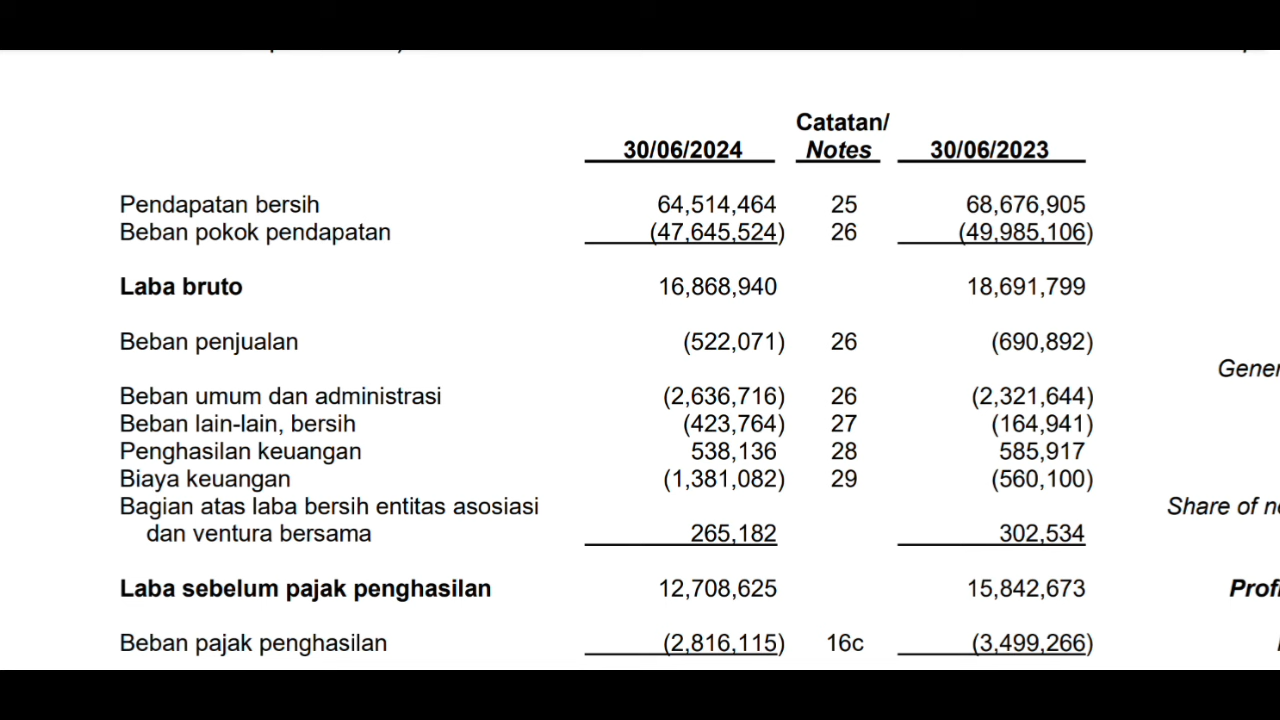 Catatan/
30/06/2024 Notes 30/06/2023
Pendapatan bersih 64,514,464 25 68,676,905
Beban pokok pendapatan (47,645,524) 26 (49,985,106)
Laba bruto 16,868,940 18,691,799
Beban penjualan (522,071) 26 (690,892)
Gener
Beban umum dan administrasi (2,636,716) 26 (2,321,644)
Beban lain-lain, bersih (423,764) 27 (164,941)
Penghasilan keuangan 538,136 28 585,917
Biaya keuangan (1,381,082) 29 (560,100)
Bagian atas laba bersih entitas asosiasi Share of n
dan ventura bersama 265,182 302,534
Laba sebelum pajak penghasilan 12,708,625 15,842,673 Profi
Beban pajak penghasilan (2,816,115) 16c (3,499,266)